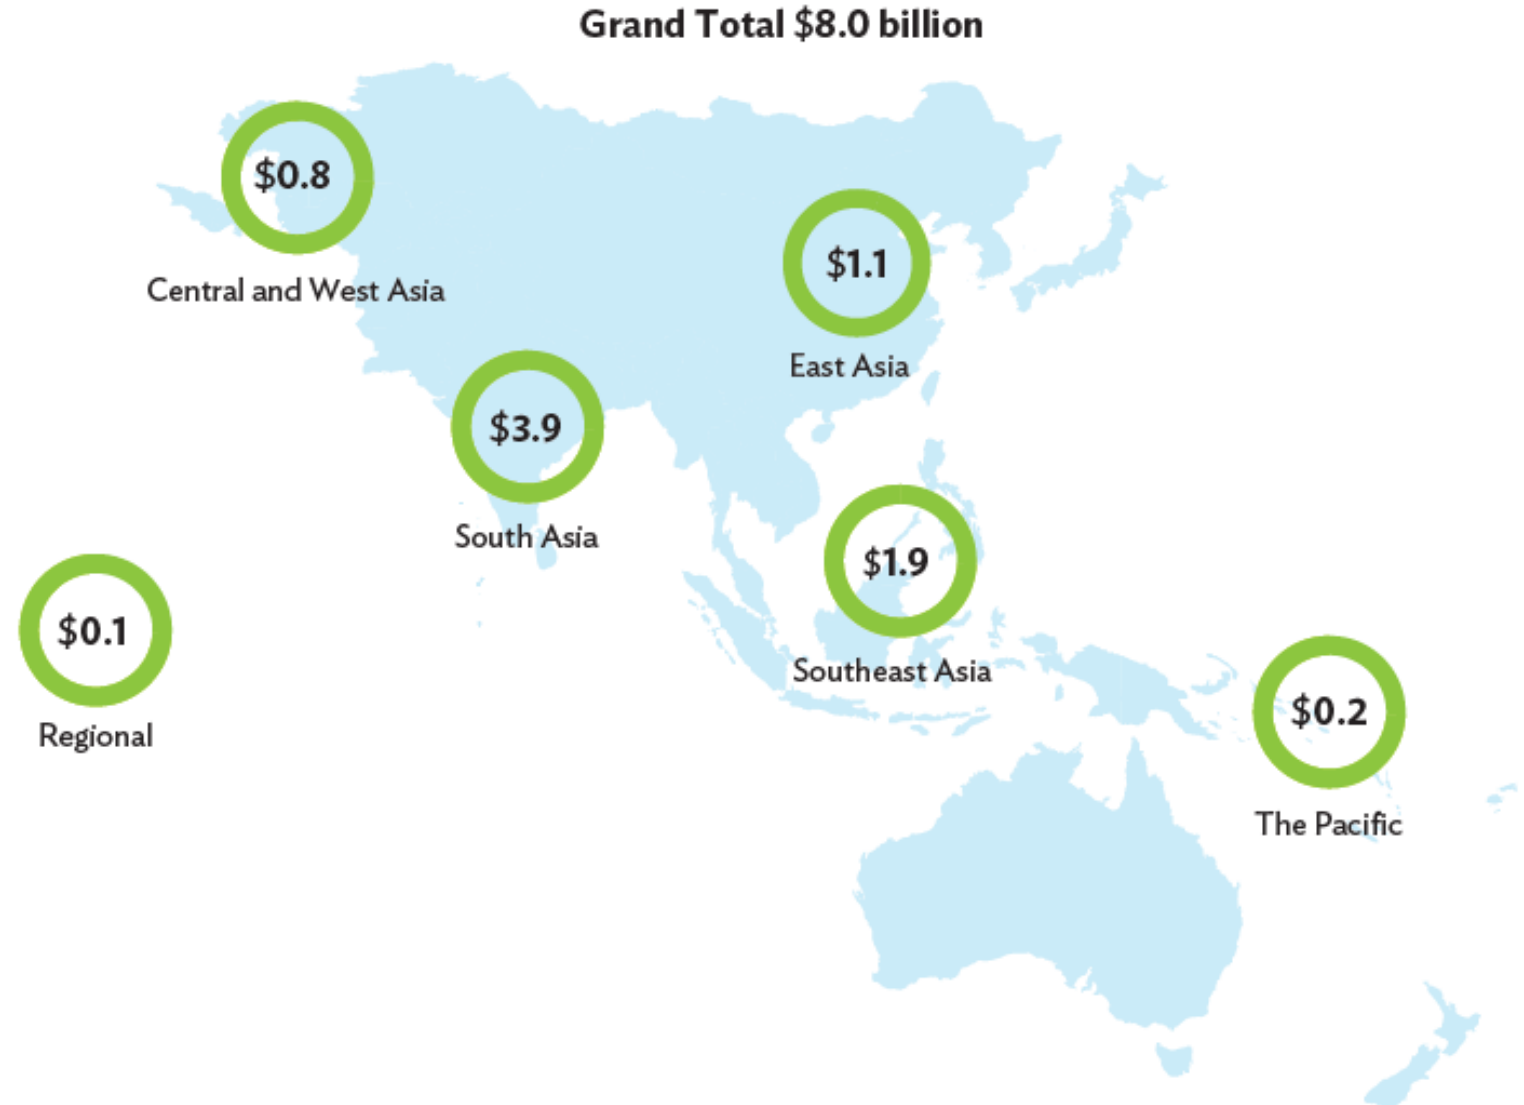 Grand Total $8.0 billion
$0.8
Central and West Asia
$1.1
East Asia
$3.9
South Asia
$1.9
Southeast Asia
$0.1
Regional
$0.2
The Pacific